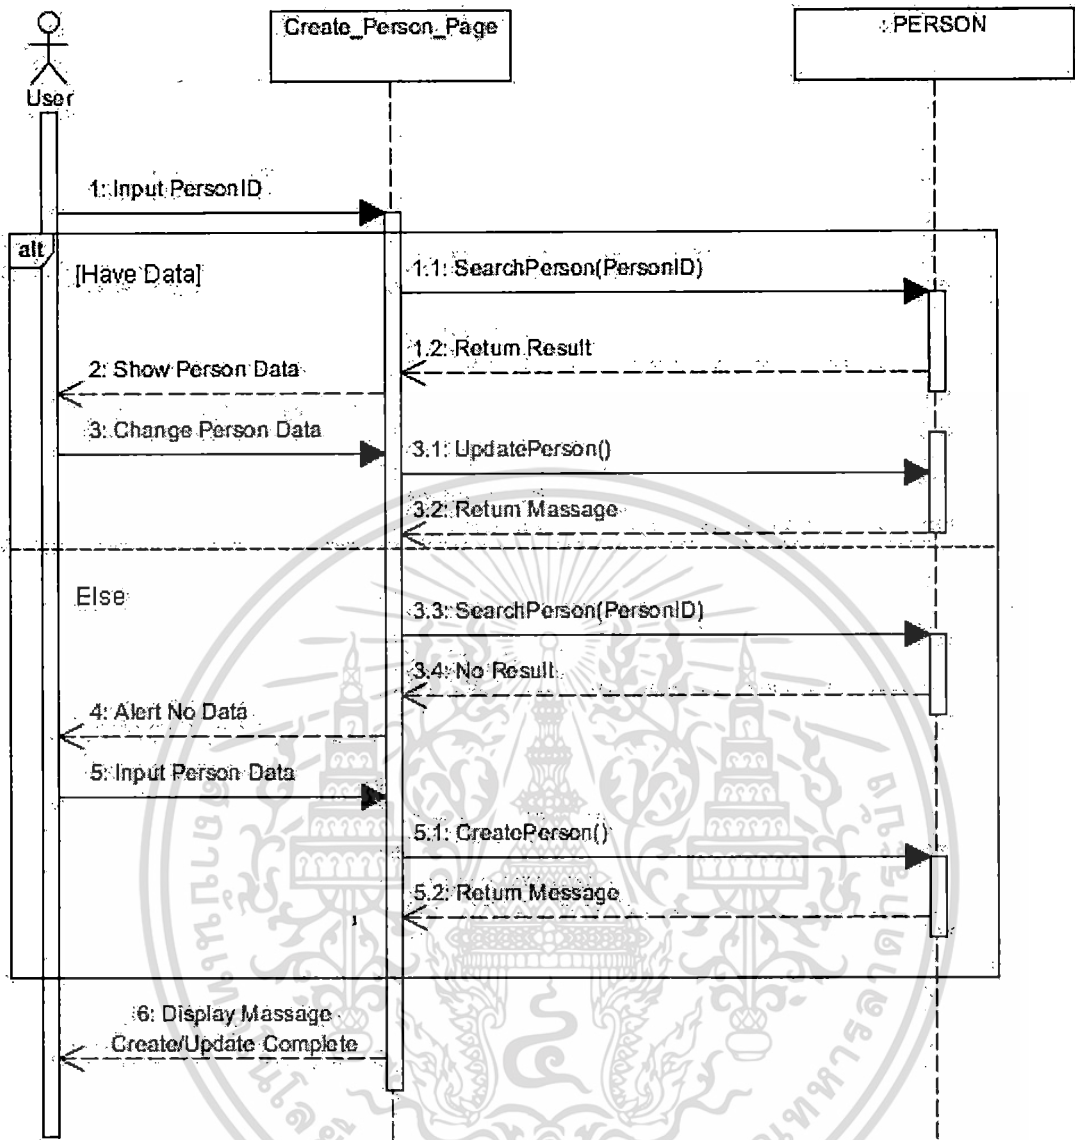 Create_Person_Page
: PERSON
User
1: Input PersonID
alt
[Have Data]
1.1: SearchPerson(PersonID)
1.2: Return Result
2: Show Person Data
3: Change Person Data
3.1: UpdatePerson()
3.2: Return Massage
Else
3.3: SearchPerson(PersonID)
3.4: No Result
4: Alert No Data
5: Input Person Data
5.1: CreatePerson()
5.2: Return Message
6: Display Massage
Create/Update Complete